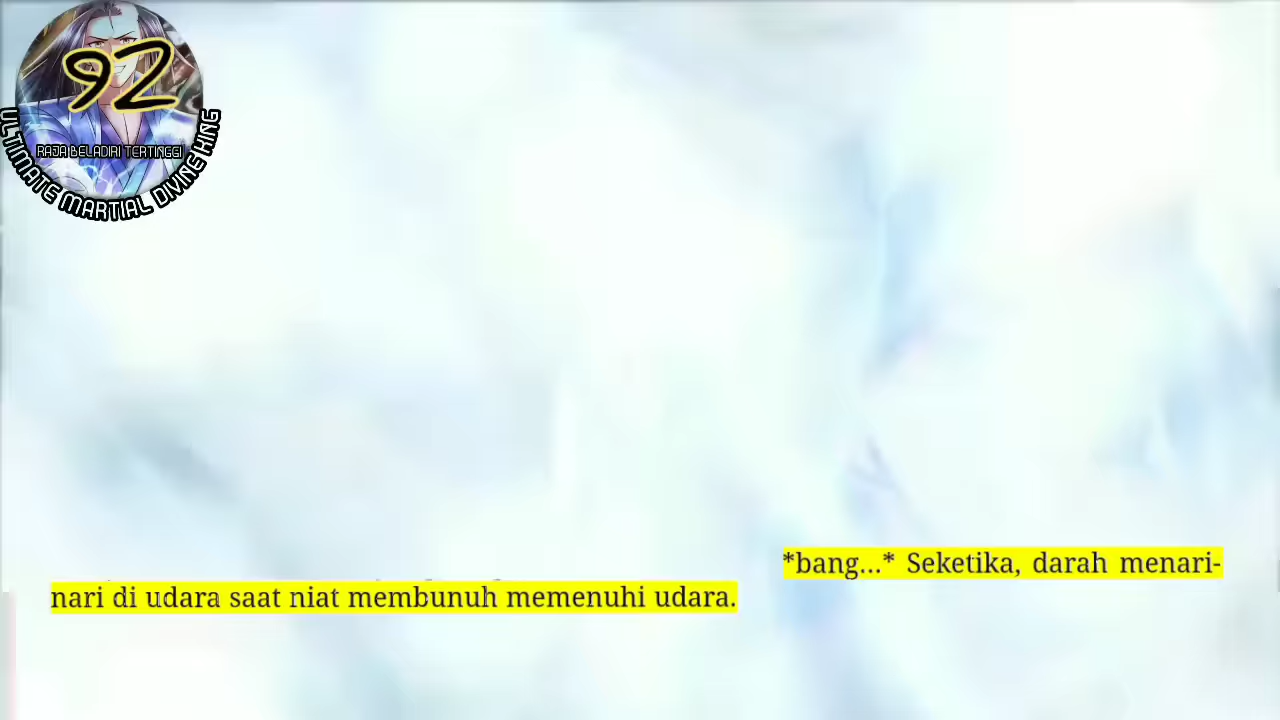 92
RAJA BELADIRI TERTINGGI
ULTIMATE MARTIAL DIVINE KING
*bang...* Seketika, darah menari-
nari di udara saat niat membunuh memenuhi udara.